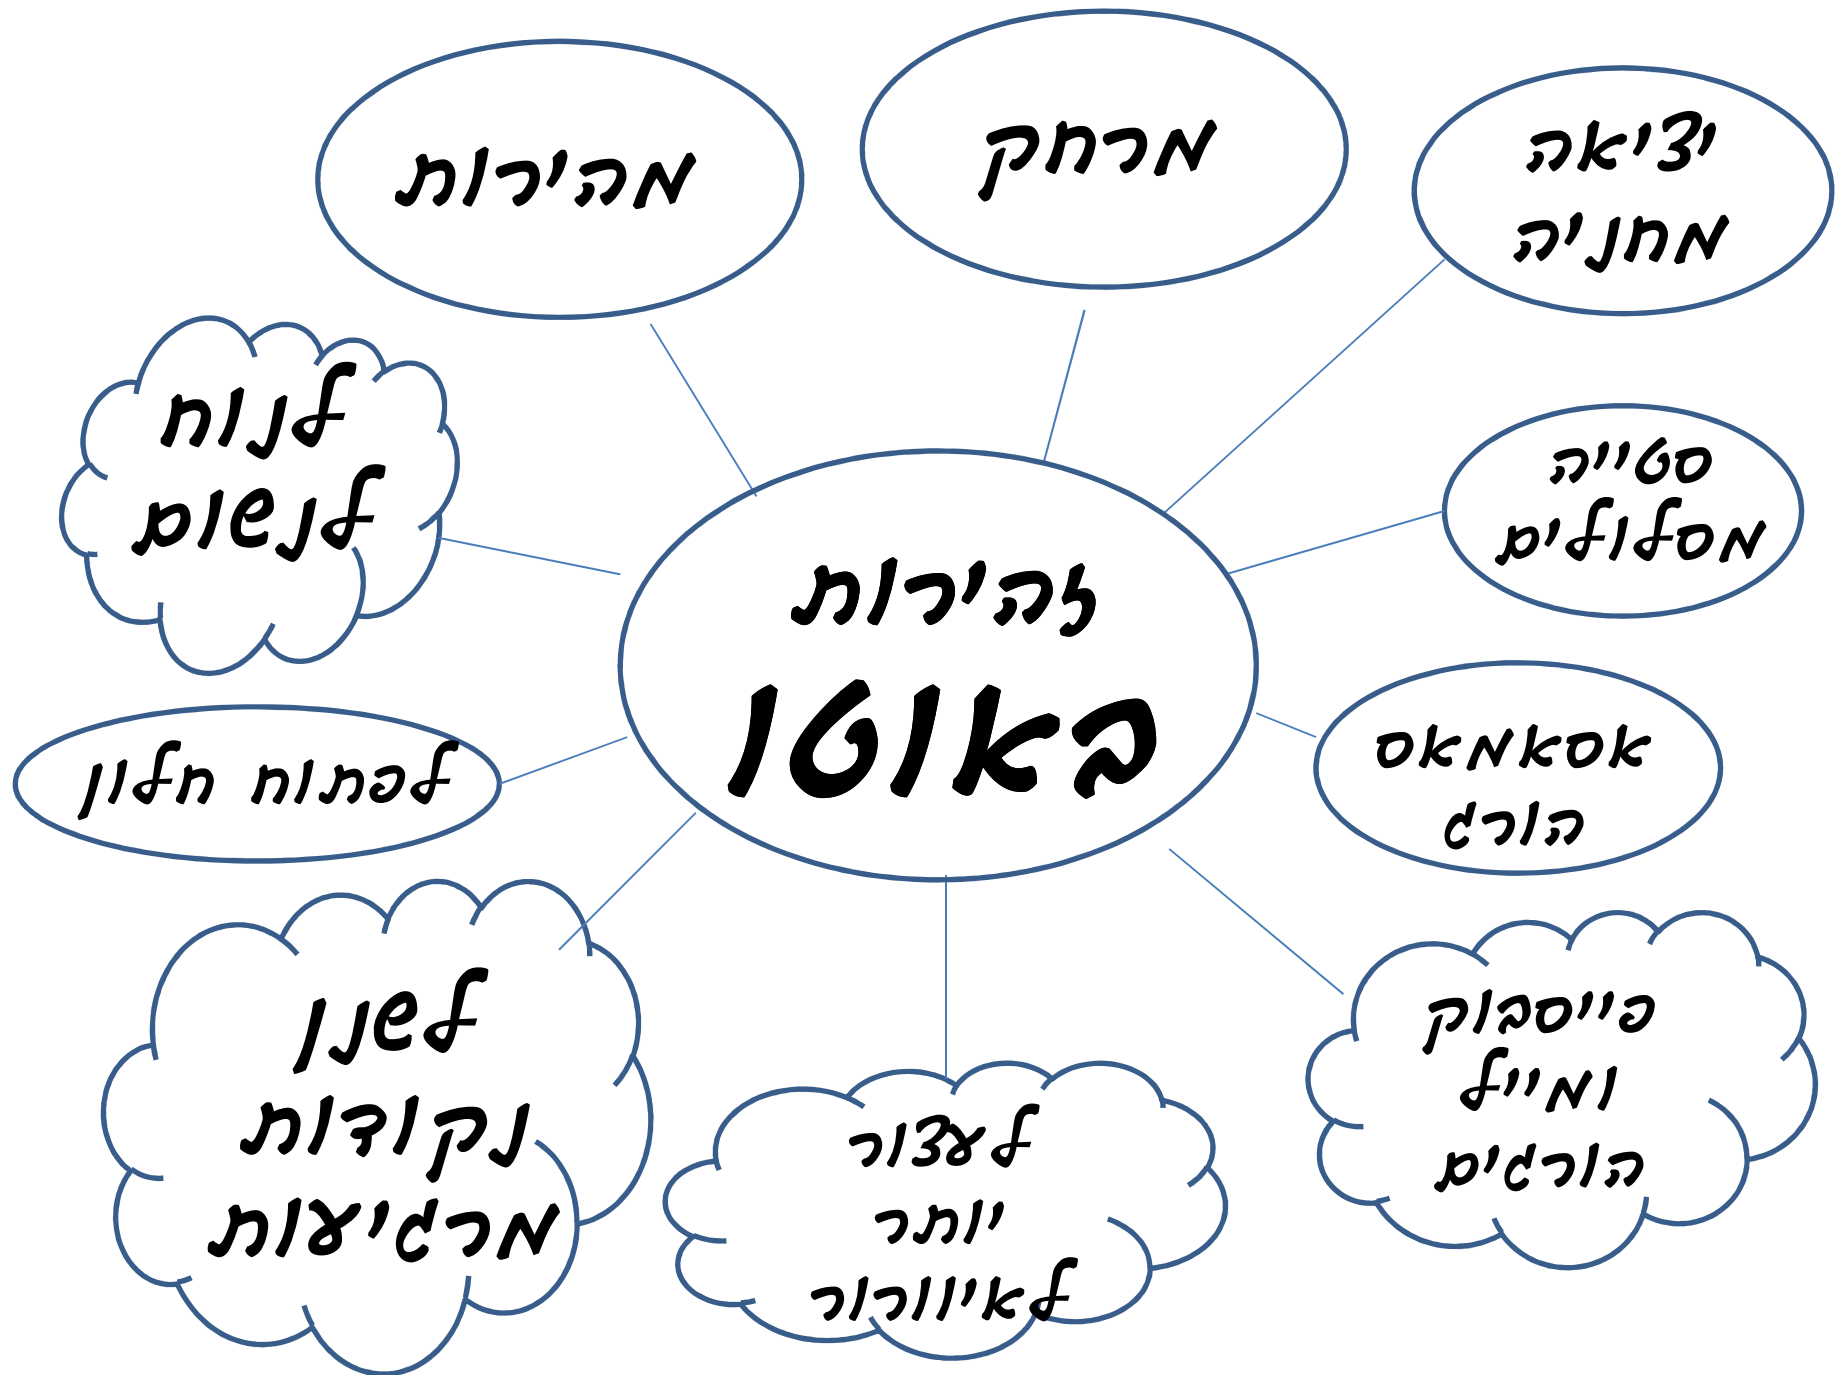 יציאה
מחניה
מרחק
מהירות
סטייה
מסלולים
לנוח
לנשום
זהירות
באוטו
אסאמאס
הורג
לפתוח חלון
פייסבוק
ומייל
הורגים
לעצור
יותר
לאיוורור
לשנן
נקודות
מרגיעות